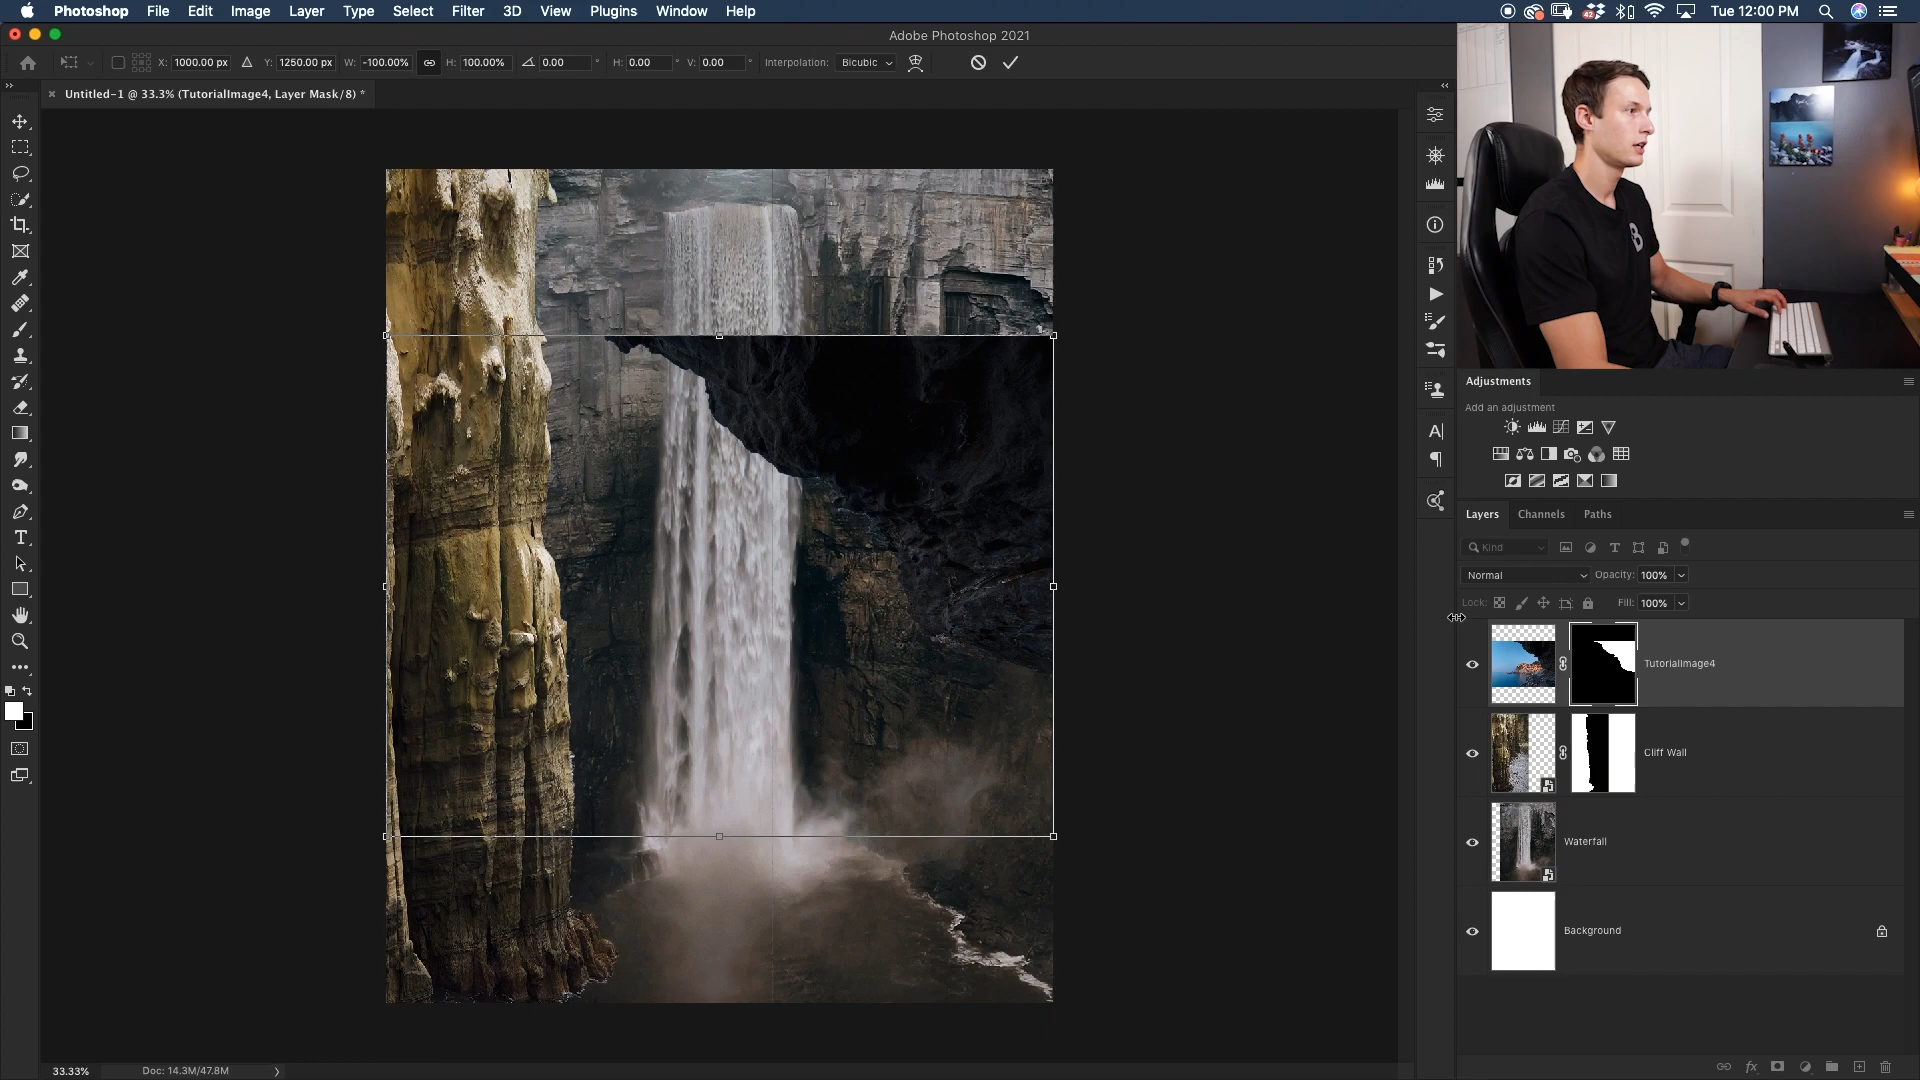 Photoshop File Edit Image Layer Type Select Filter 3D View Plugins Window Help 42 Tue 12:00 PM
Adobe Photoshop 2021
X: 1000.00 px Y: 1250.00 px W: -100.00% H: 100.00% 0.00 ° H: 0.00 ° V: 0.00 ° Interpolation: Bicubic
Untitled-1 @ 33.3% (TutorialImage4, Layer Mask/8) *
B
Adjustments
Add an adjustment
Layers Channels Paths
Kind
Normal Opacity: 100%
Lock: Fill: 100%
TutorialImage4
Cliff Wall
Waterfall
Background
fx
33.33% Doc: 14.3M/47.8M